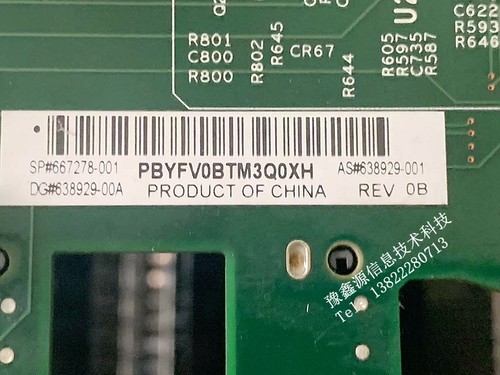 C622
R593
R646
R801
C800
R800
R802
R645
CR67
R644
R605
R597
C735
R587
SP#667278-001
PBYFV0BTM3Q0XH
AS#638929-001
DG#638929-00A
PRODUCT OF CHINA
REV 0B
豫鑫源信息技术科技
Tel: 13822280713